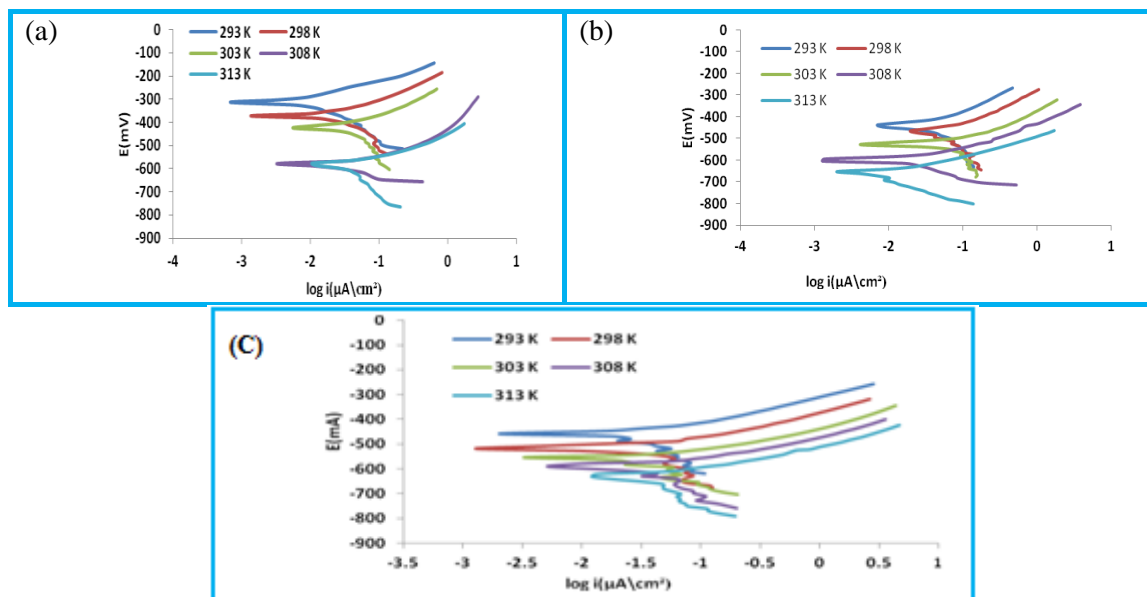 (a)
293 K 298 K
303 K 308 K
313 K
0
-100
-200
-300
-400
-500
-600
-700
-800
-900
E(mV)
-4 -3 -2 -1 0 1
log i(µA\cm²)
(b)
293 K 298 K
303 K 308 K
313 K
0
-100
-200
-300
-400
-500
-600
-700
-800
-900
E(mV)
-4 -3 -2 -1 0 1
log i(µA\cm²)
(C)
293 K 298 K
303 K 308 K
313 K
0
-100
-200
-300
-400
-500
-600
-700
-800
-900
E(mA)
-3.5 -3 -2.5 -2 -1.5 -1 -0.5 0 0.5 1
log i(µA\cm²)